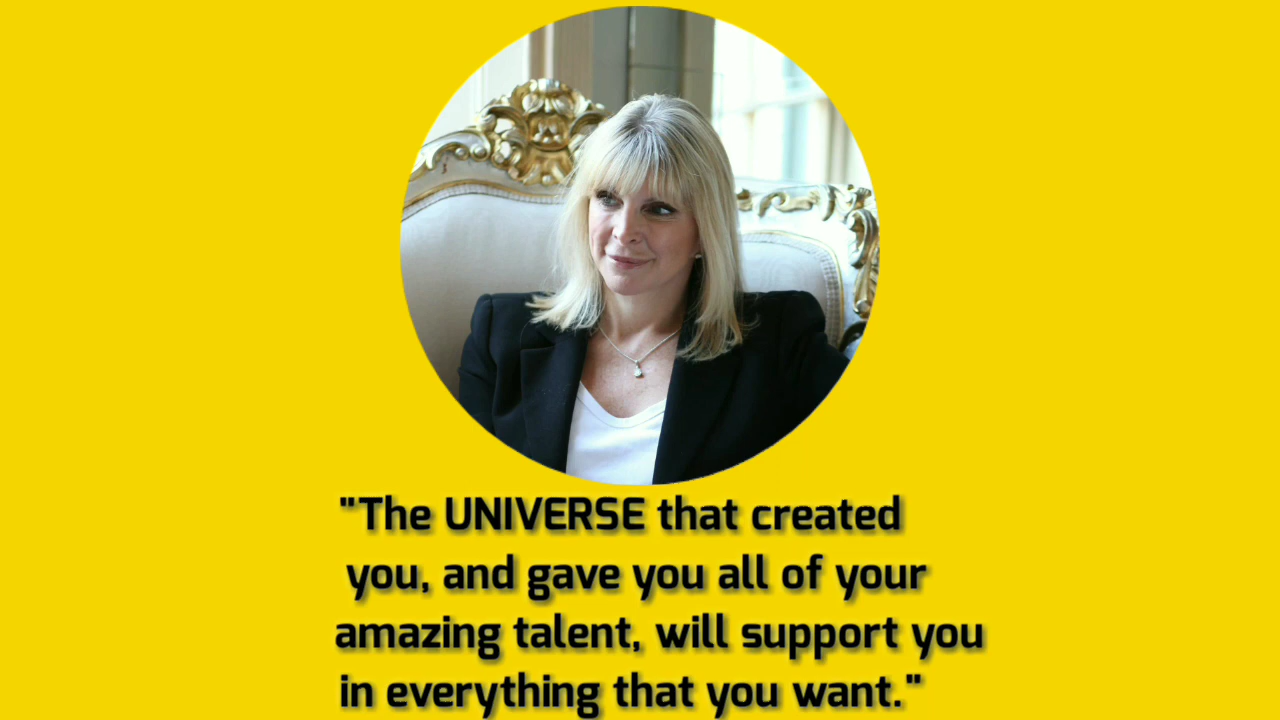 "The UNIVERSE that created
you, and gave you all of your
amazing talent, will support you
in everything that you want."